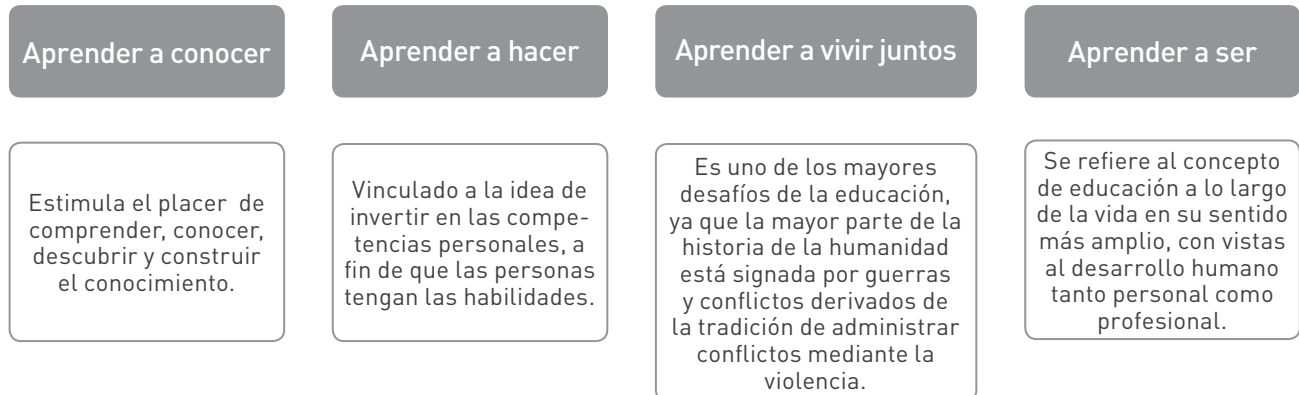 Aprender a conocer
Aprender a hacer
Aprender a vivir juntos
Aprender a ser
Estimula el placer de
comprender, conocer,
descubrir y construir
el conocimiento.
Vinculado a la idea de
invertir en las compe-
tencias personales, a
fin de que las personas
tengan las habilidades.
Es uno de los mayores
desafíos de la educación,
ya que la mayor parte de la
historia de la humanidad
está signada por guerras
y conflictos derivados de
la tradición de administrar
conflictos mediante la
violencia.
Se refiere al concepto
de educación a lo largo
de la vida en su sentido
más amplio, con vistas
al desarrollo humano
tanto personal como
profesional.